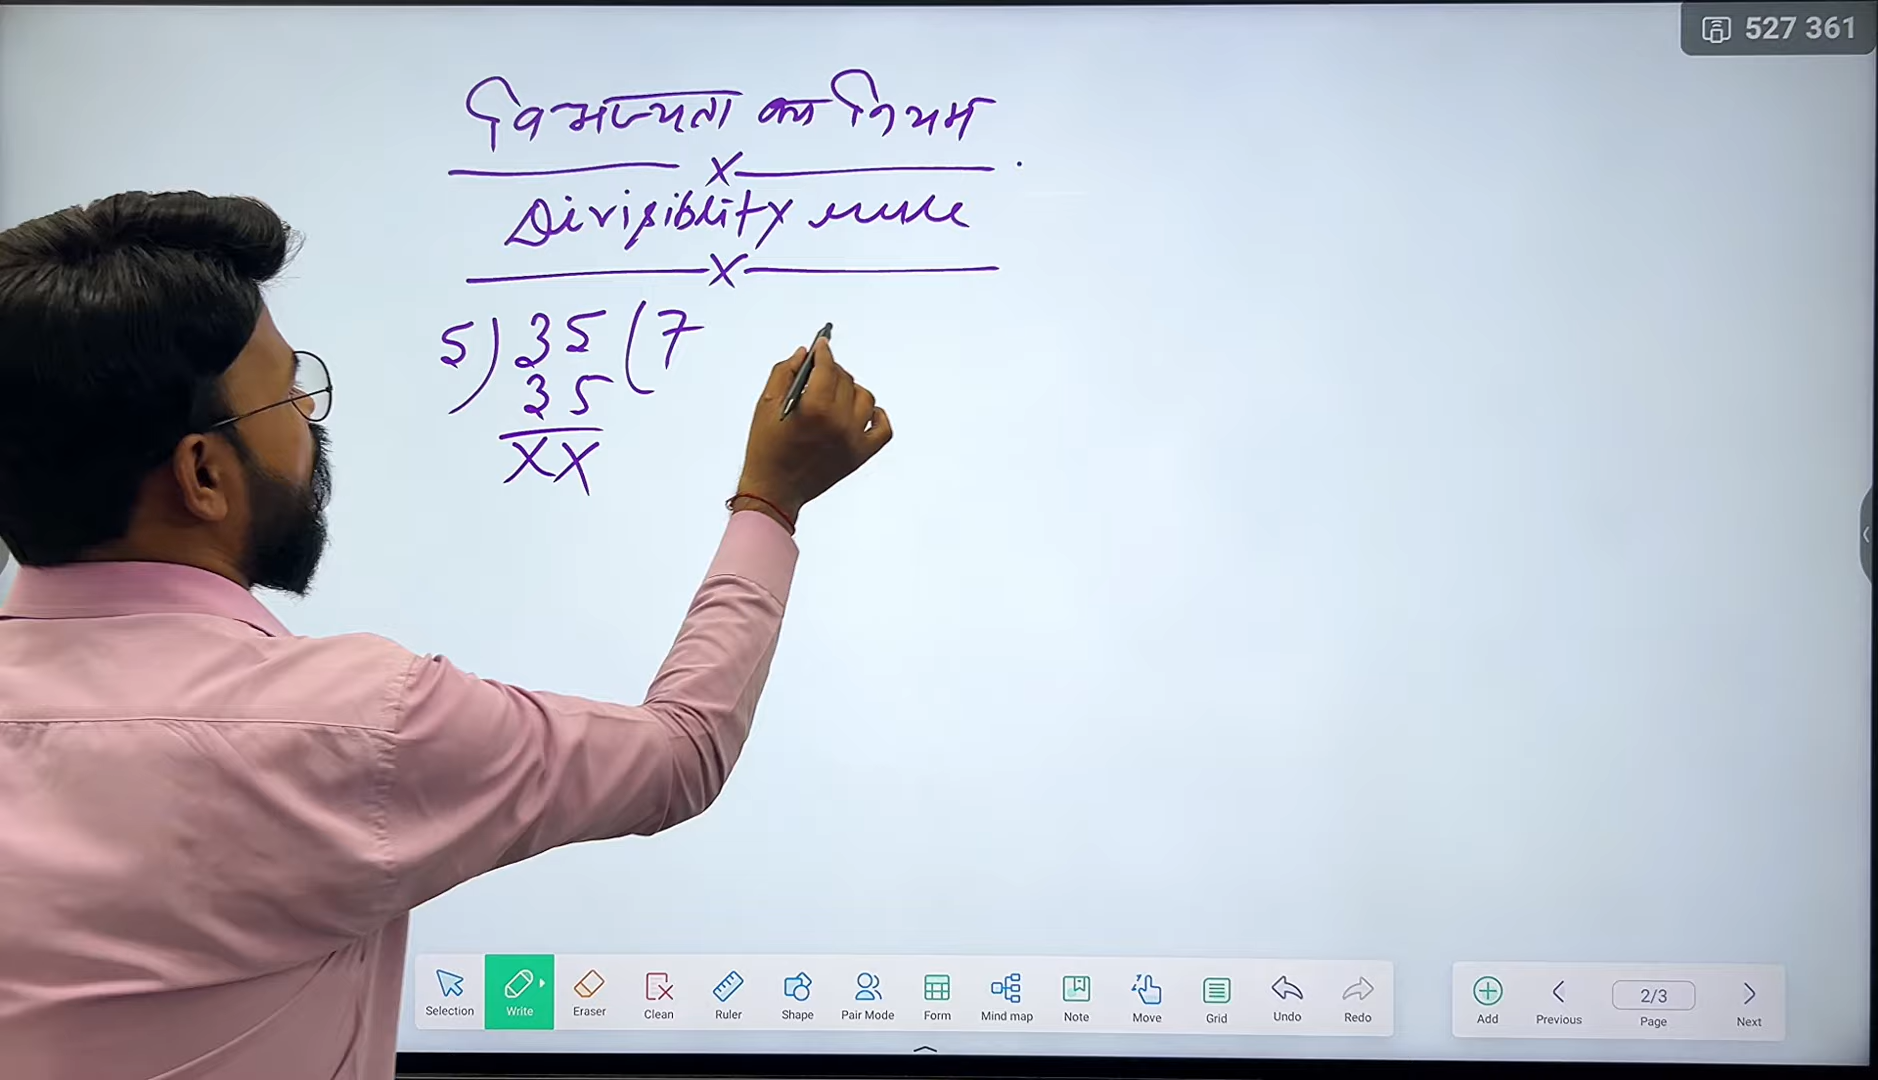 527 361
विभाज्यता का नियम
x
Divisiblity rule
x
5) 35 (7
35
xx
Selection
Write
Eraser
Clean
Ruler
Shape
Pair Mode
Form
Mind map
Note
Move
Grid
Undo
Redo
Add
Previous
2/3
Page
Next